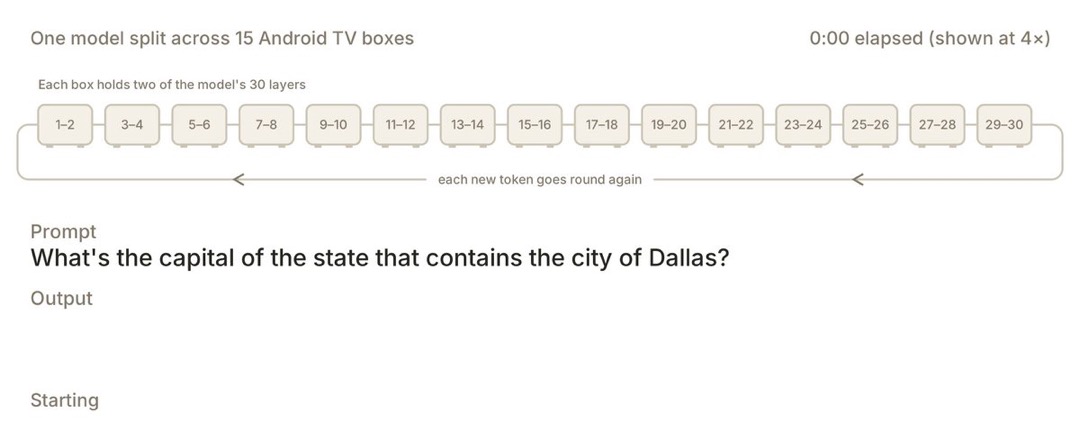 One model split across 15 Android TV boxes
0:00 elapsed (shown at 4×)
Each box holds two of the model's 30 layers
1–2 3–4 5–6 7–8 9–10 11–12 13–14 15–16 17–18 19–20 21–22 23–24 25–26 27–28 29–30
each new token goes round again
Prompt
What's the capital of the state that contains the city of Dallas?
Output
Starting